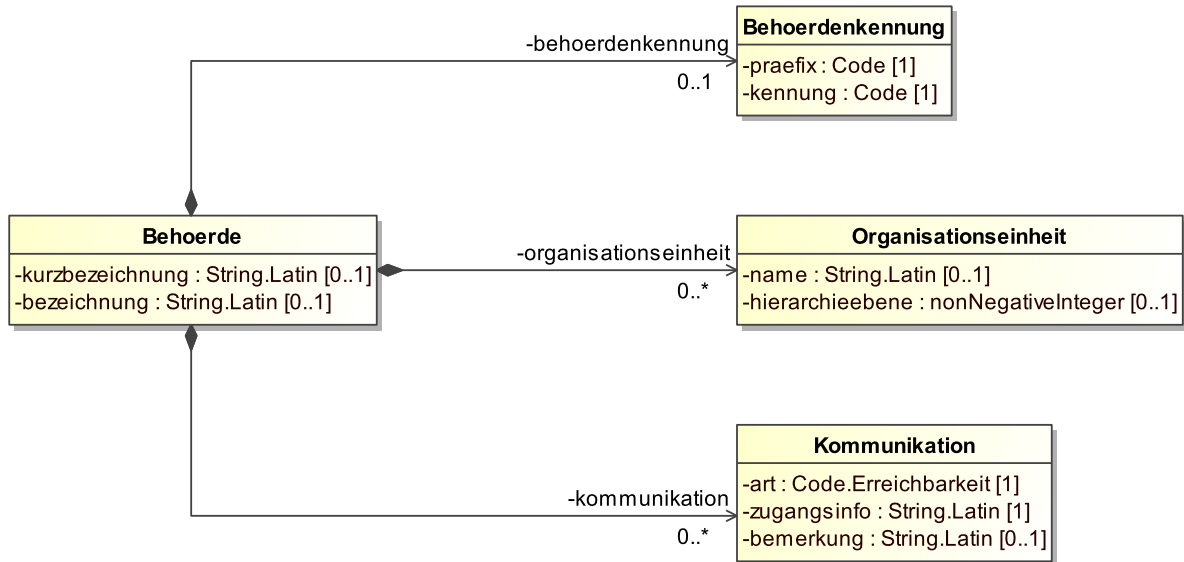 Behoerdenkennung
-praefix : Code [1]
-kennung : Code [1]
-behoerdenkennung
0..1
Behoerde
-kurzbezeichnung : String.Latin [0..1]
-bezeichnung : String.Latin [0..1]
-organisationseinheit
0..*
Organisationseinheit
-name : String.Latin [0..1]
-hierarchieebene : nonNegativeInteger [0..1]
-kommunikation
0..*
Kommunikation
-art : Code.Erreichbarkeit [1]
-zugangsinfo : String.Latin [1]
-bemerkung : String.Latin [0..1]